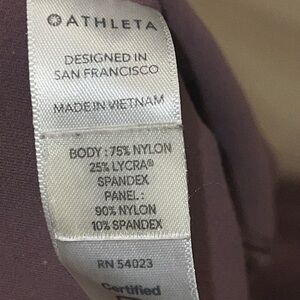 ATHLETA
DESIGNED IN
SAN FRANCISCO
MADE IN VIETNAM
BODY : 75% NYLON
25% LYCRA®
SPANDEX
PANEL :
90% NYLON
10% SPANDEX
RN 54023
Certified